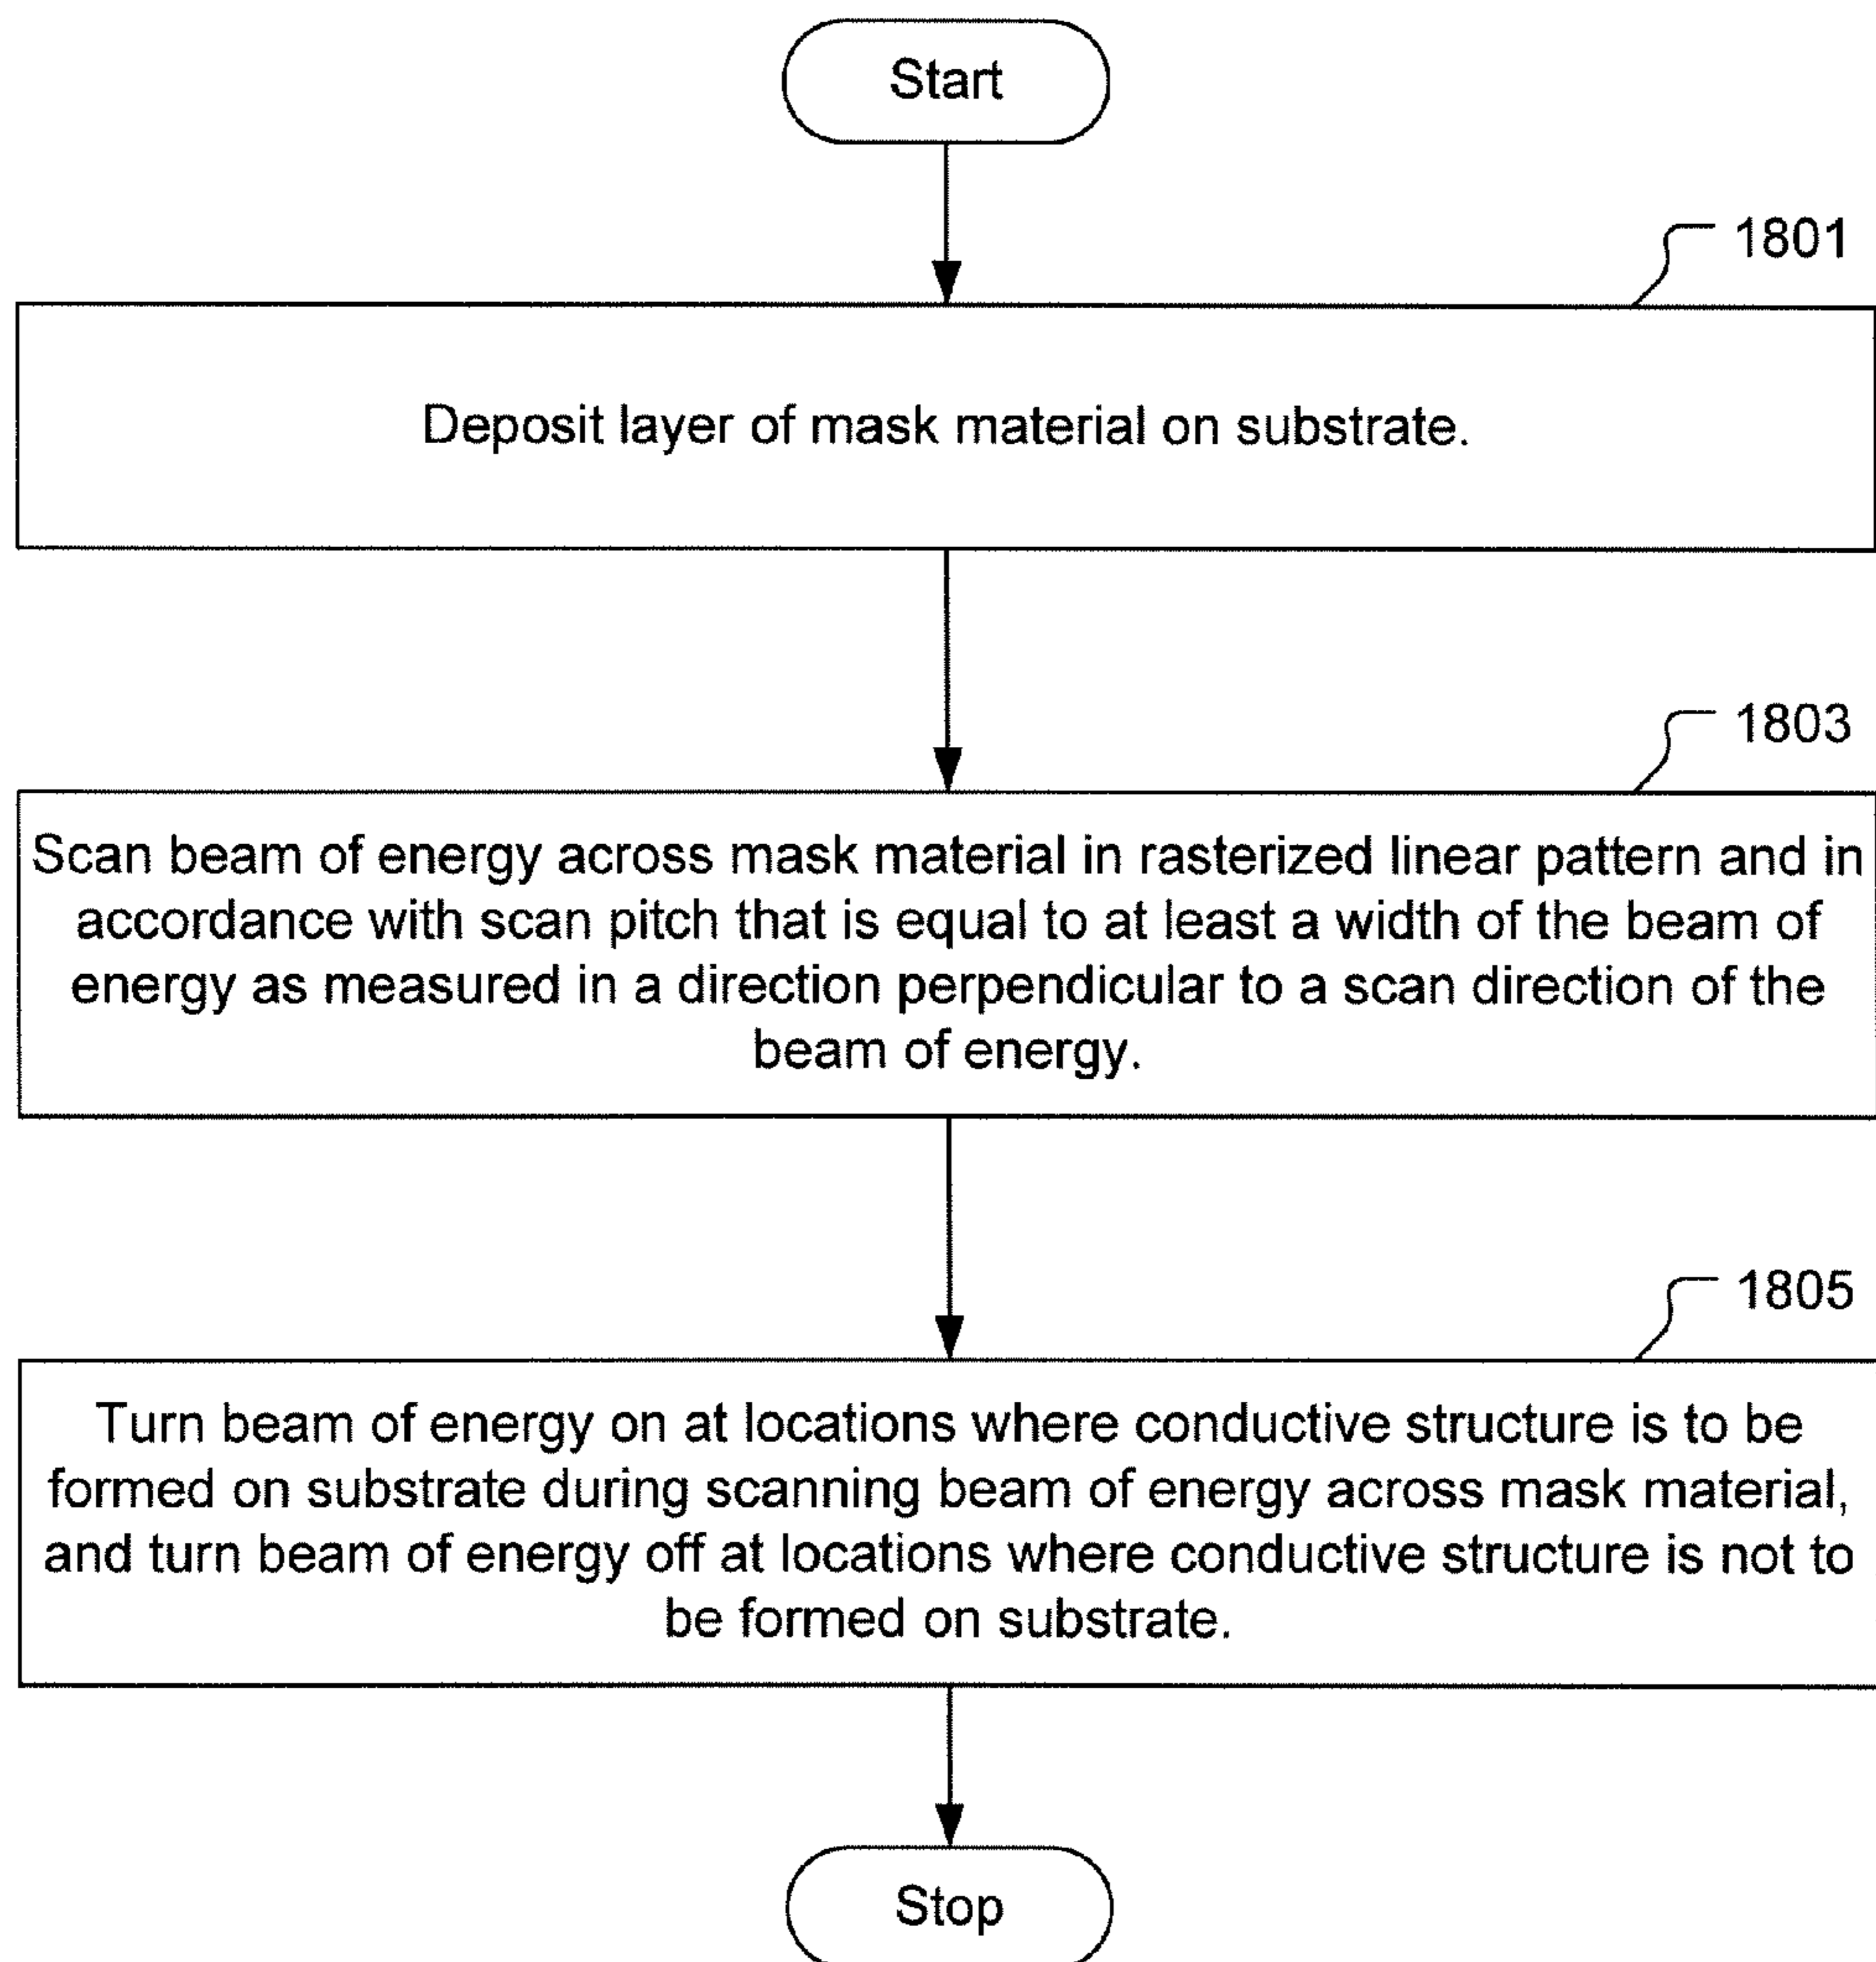 Start
1801
Deposit layer of mask material on substrate.
1803
Scan beam of energy across mask material in rasterized linear pattern and in
accordance with scan pitch that is equal to at least a width of the beam of
energy as measured in a direction perpendicular to a scan direction of the
beam of energy.
1805
Turn beam of energy on at locations where conductive structure is to be
formed on substrate during scanning beam of energy across mask material,
and turn beam of energy off at locations where conductive structure is not to
be formed on substrate.
Stop